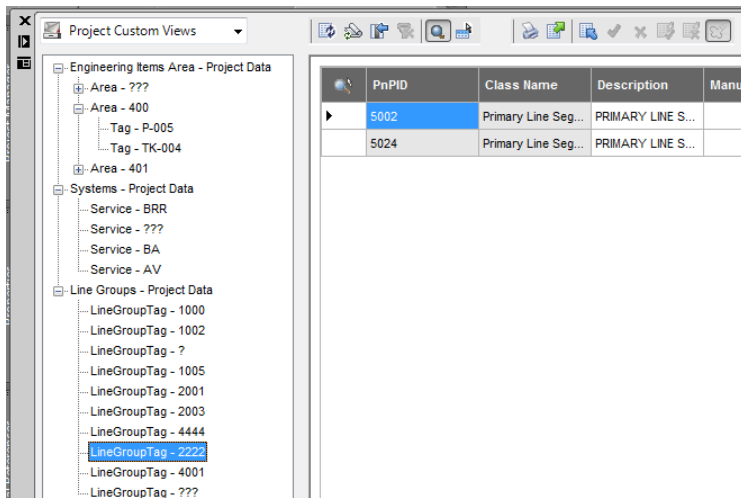 Project Custom Views
Engineering Items Area - Project Data
Area - ???
Area - 400
Tag - P-005
Tag - TK-004
Area - 401
Systems - Project Data
Service - BRR
Service - ???
Service - BA
Service - AV
Line Groups - Project Data
LineGroupTag - 1000
LineGroupTag - 1002
LineGroupTag - ?
LineGroupTag - 1005
LineGroupTag - 2001
LineGroupTag - 2003
LineGroupTag - 4444
LineGroupTag - 2222
LineGroupTag - 4001
LineGroupTag - ???
PnPID Class Name Description Manu
5002 Primary Line Seg... PRIMARY LINE S...
5024 Primary Line Seg... PRIMARY LINE S...